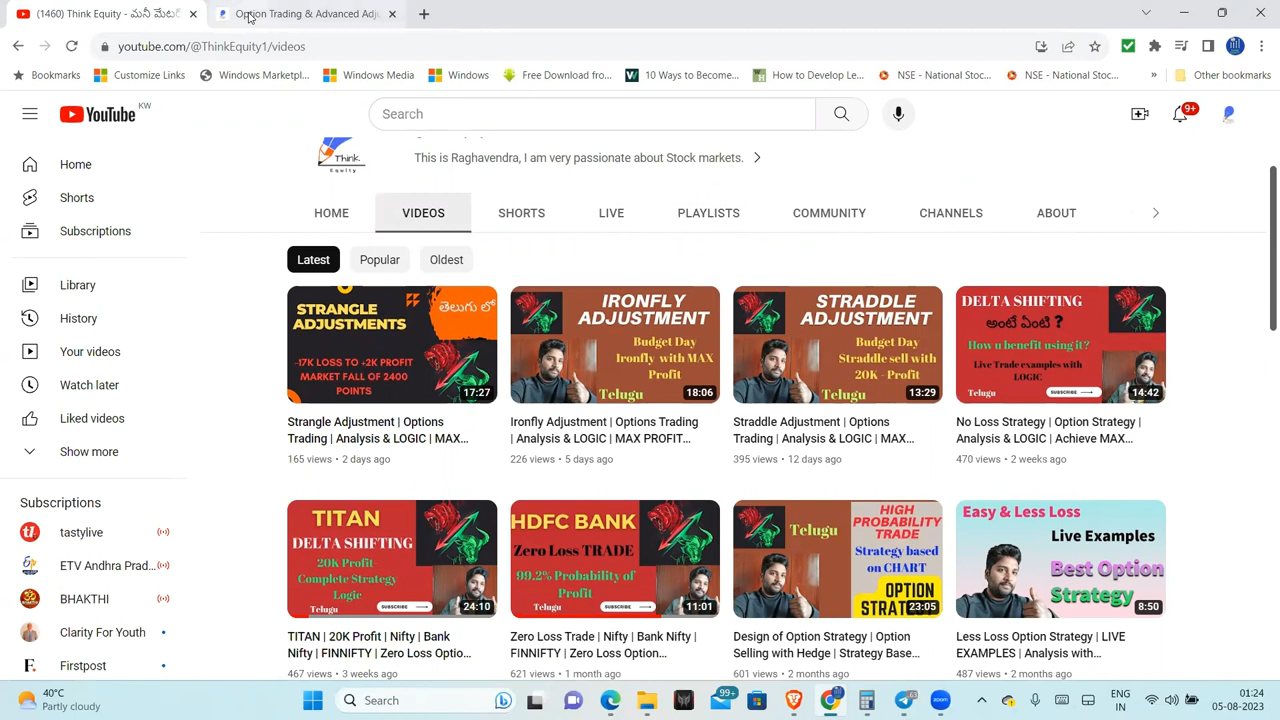 (1460) Think Equity - మనీ మేటర్
Option Trading & Advanced Adju
youtube.com/@ThinkEquity1/videos
Bookmarks
Customize Links
Windows Marketpl...
Windows Media
Windows
Free Download fro...
10 Ways to Become...
How to Develop Le...
NSE - National Stoc...
NSE - National Stoc...
»
Other bookmarks
YouTube
KW
Search
9+
Think.
Equity
This is Raghavendra, I am very passionate about Stock markets.
HOME
VIDEOS
SHORTS
LIVE
PLAYLISTS
COMMUNITY
CHANNELS
ABOUT
Latest
Popular
Oldest
Home
Shorts
Subscriptions
Library
History
Your videos
Watch later
Liked videos
Show more
Subscriptions
tastylive
ETV Andhra Prad...
BHAKTHI
Clarity For Youth
Firstpost
STRANGLE
ADJUSTMENTS
తెలుగు లో
-17K LOSS TO +2K PROFIT
MARKET FALL OF 2400
POINTS
17:27
Strangle Adjustment | Options
Trading | Analysis & LOGIC | MAX...
165 views • 2 days ago
IRONFLY
ADJUSTMENT
Budget Day
Ironfly with MAX
Profit
Telugu
18:06
Ironfly Adjustment | Options Trading
| Analysis & LOGIC | MAX PROFIT...
226 views • 5 days ago
STRADDLE
ADJUSTMENT
Budget Day
Straddle sell with
20K - Profit
Telugu
13:29
Straddle Adjustment | Options
Trading | Analysis & LOGIC | MAX...
395 views • 12 days ago
DELTA SHIFTING
అంటే ఏంటి ?
How u benefit using it?
Live Trade examples with
LOGIC
Telugu
SUBSCRIBE
14:42
No Loss Strategy | Option Strategy |
Analysis & LOGIC | Achieve MAX...
470 views • 2 weeks ago
TITAN
DELTA SHIFTING
20K Profit
Complete Strategy
Logic
Telugu
SUBSCRIBE
24:10
TITAN | 20K Profit | Nifty | Bank
Nifty | FINNIFTY | Zero Loss Optio...
467 views • 3 weeks ago
HDFC BANK
Zero Loss TRADE
99.2% Probability of
Profit
Telugu
SUBSCRIBE
11:01
Zero Loss Trade | Nifty | Bank Nifty |
FINNIFTY | Zero Loss Option...
621 views • 1 month ago
Telugu
HIGH
PROBABILITY
TRADE
Strategy based
on CHART
OPTION
23:05
Design of Option Strategy | Option
Selling with Hedge | Strategy Base...
602 views • 2 months ago
Easy & Less Loss
Live Examples
Best Option
Strategy
8:50
Less Loss Option Strategy | LIVE
EXAMPLES | Analysis with...
487 views • 2 months ago
40°C
Partly cloudy
Search
99+
zoom
ENG
IN
01:24
05-08-2023